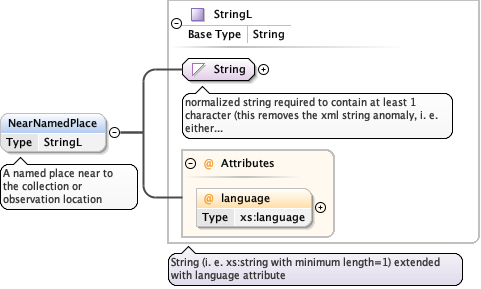 StringL
Base Type String
String
normalized string required to contain at least 1
character (this removes the xml string anomaly, i. e.
either...
NearNamedPlace
Type StringL
A named place near to
the collection or
observation location
@ Attributes
@ language
Type xs:language
String (i. e. xs:string with minimum length=1) extended
with language attribute